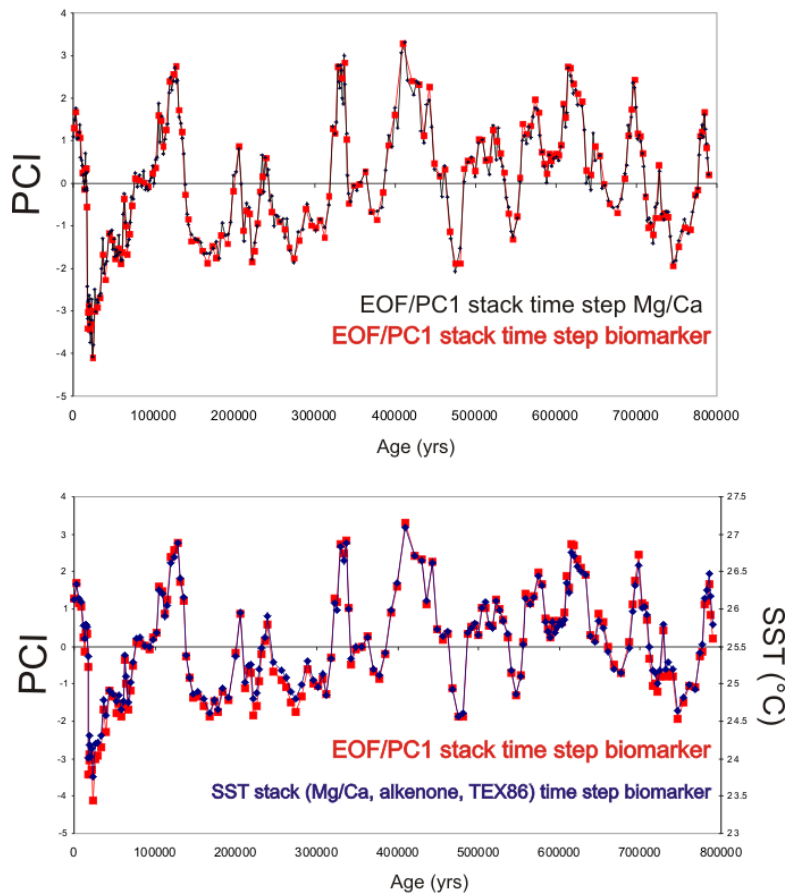 4
3
2
1
0
-1
-2
-3
-4
-5
PCI
EOF/PC1 stack time step Mg/Ca
EOF/PC1 stack time step biomarker
0 100000 200000 300000 400000 500000 600000 700000 800000
Age (yrs)
4
3
2
1
0
-1
-2
-3
-4
-5
PCI
27.5
27
26.5
26
25.5
25
24.5
24
23.5
23
SST (°C)
EOF/PC1 stack time step biomarker
SST stack (Mg/Ca, alkenone, TEX86) time step biomarker
0 100000 200000 300000 400000 500000 600000 700000 800000
Age (yrs)